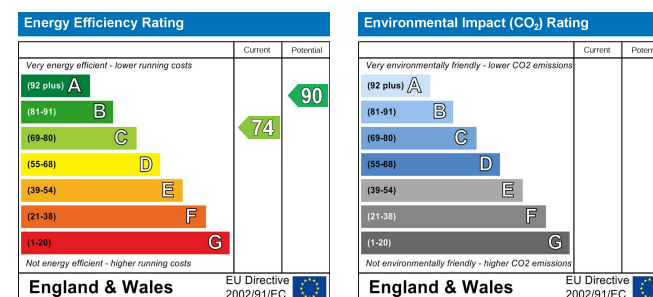 Energy Efficiency Rating
Current Potential
Very energy efficient - lower running costs
(92 plus) A
(81-91) B
(69-80) C
(55-68) D
(39-54) E
(21-38) F
(1-20) G
74
90
Not energy efficient - higher running costs
England & Wales
EU Directive
2002/91/EC
Environmental Impact (CO₂) Rating
Current Potent
Very environmentally friendly - lower CO2 emissions
(92 plus) A
(81-91) B
(69-80) C
(55-68) D
(39-54) E
(21-38) F
(1-20) G
Not environmentally friendly - higher CO2 emissions
England & Wales
EU Directive
2002/91/EC